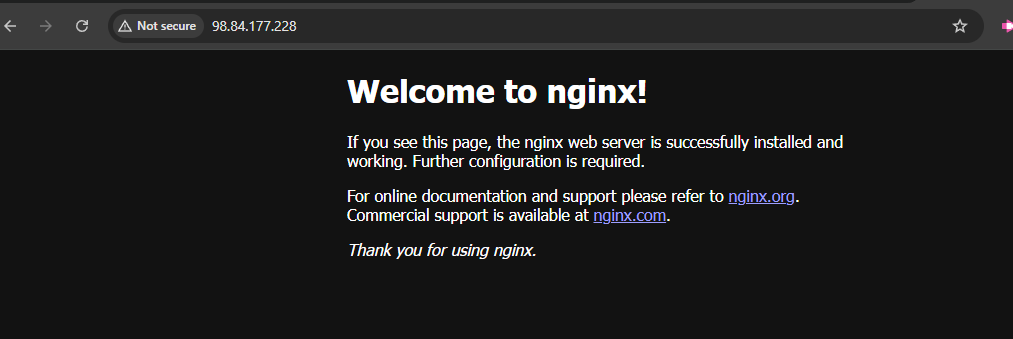 Not secure 98.84.177.228
Welcome to nginx!
If you see this page, the nginx web server is successfully installed and
working. Further configuration is required.
For online documentation and support please refer to nginx.org.
Commercial support is available at nginx.com.
Thank you for using nginx.